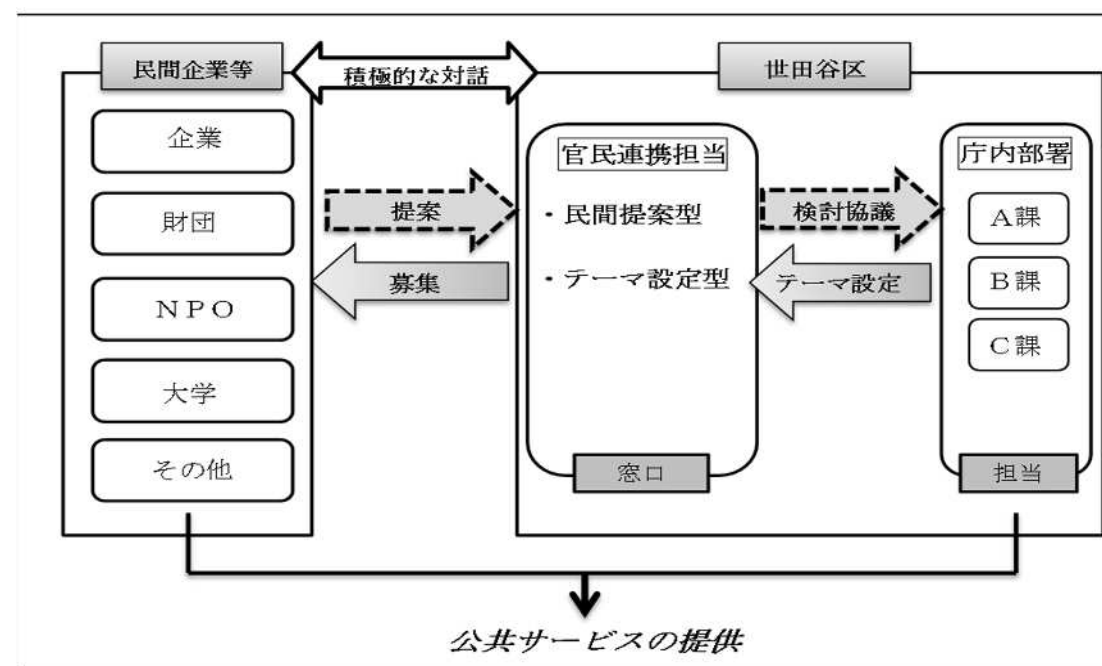 民間企業等
積極的な対話
世田谷区
企業
財団
NPO
大学
その他
提案
募集
官民連携担当
・民間提案型
・テーマ設定型
窓口
検討協議
テーマ設定
庁内部署
A課
B課
C課
担当
公共サービスの提供